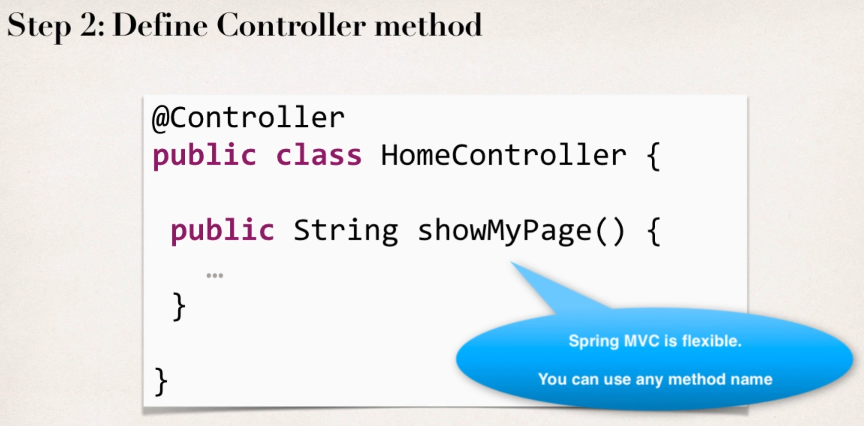 Step 2: Define Controller method
@Controller
public class HomeController {
public String showMyPage() {
…
}
}
Spring MVC is flexible.
You can use any method name